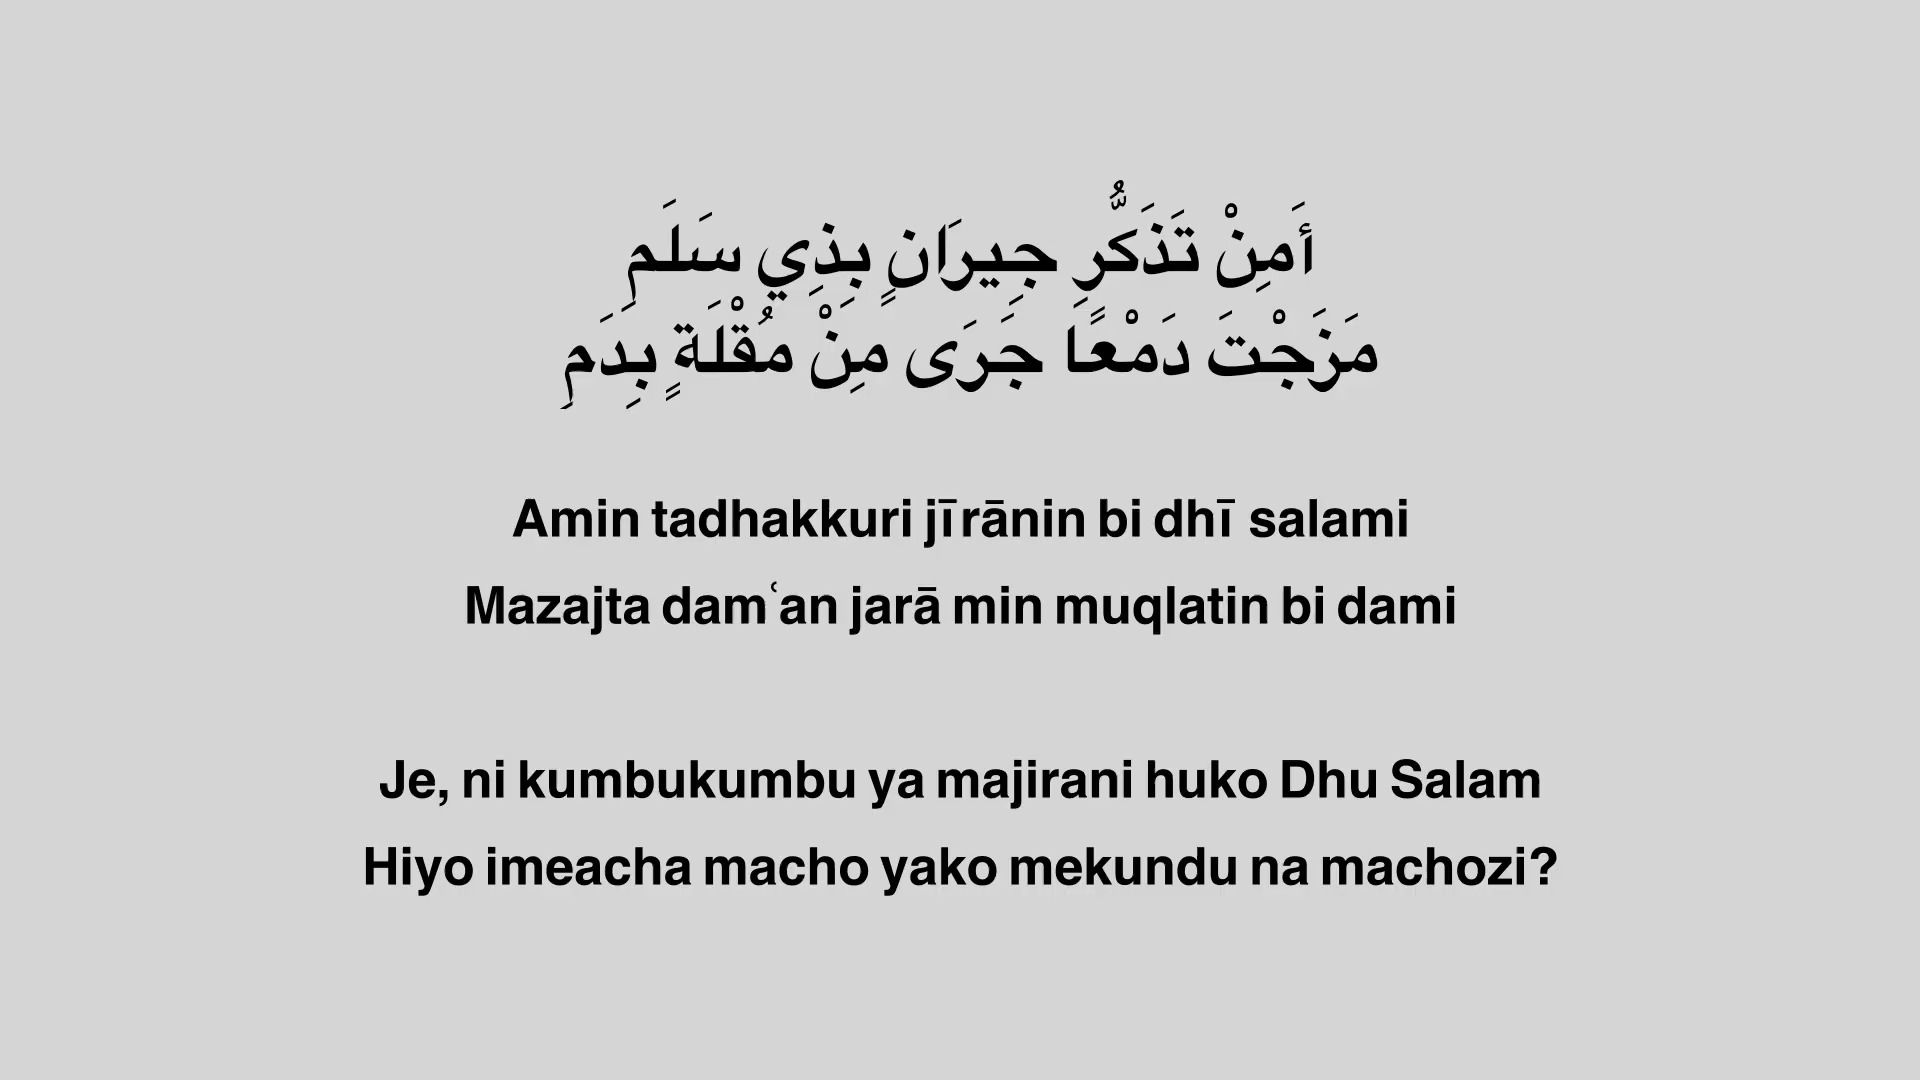 أَمِنْ تَذَكُّرِ جِيرَانٍ بِذِي سَلَمِ
مَزَجْتَ دَمْعًا جَرَى مِنْ مُقْلَةٍ بِدَمِ
Amin tadhakkuri jīrānin bi dhī salami
Mazajta damʿan jarā min muqlatin bi dami
Je, ni kumbukumbu ya majirani huko Dhu Salam
Hiyo imeacha macho yako mekundu na machozi?